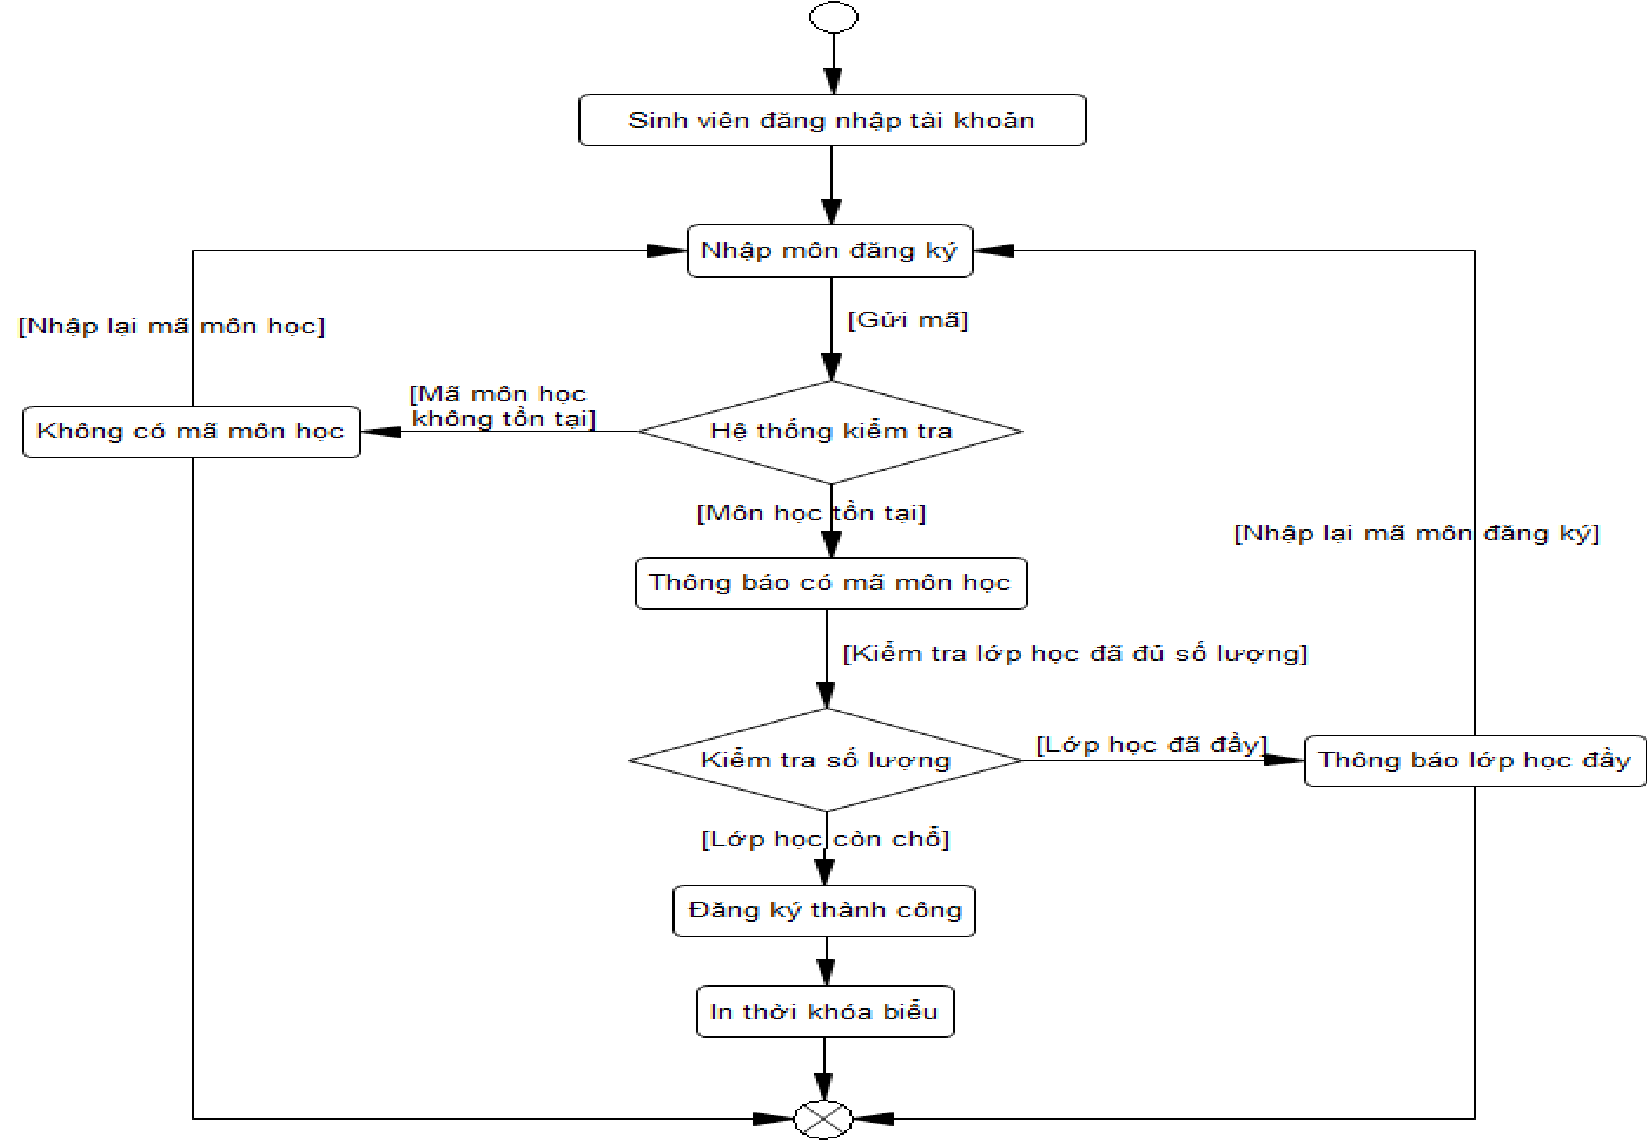 Sinh viên đăng nhập tài khoản
Nhập môn đăng ký
[Gửi mã]
[Nhập lại mã môn học]
[Mã môn học
không tồn tại]
Không có mã môn học
Hệ thống kiểm tra
[Môn học tồn tại]
[Nhập lại mã môn đăng ký]
Thông báo có mã môn học
[Kiểm tra lớp học đã đủ số lượng]
Kiểm tra số lượng
[Lớp học đã đầy]
Thông báo lớp học đầy
[Lớp học còn chỗ]
Đăng ký thành công
In thời khóa biểu